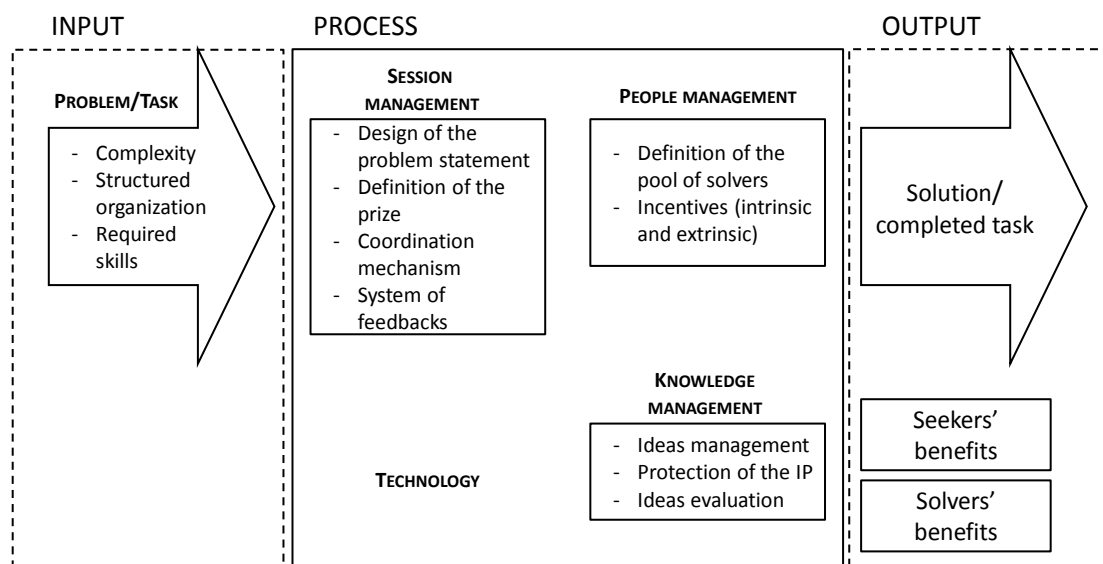 INPUT
PROBLEM/TASK
- Complexity
- Structured
organization
- Required
skills
PROCESS
SESSION
MANAGEMENT
- Design of the
problem statement
- Definition of the
prize
- Coordination
mechanism
- System of
feedbacks
PEOPLE MANAGEMENT
- Definition of the
pool of solvers
- Incentives (intrinsic
and extrinsic)
TECHNOLOGY
KNOWLEDGE
MANAGEMENT
- Ideas management
- Protection of the IP
- Ideas evaluation
OUTPUT
Solution/
completed task
Seekers’
benefits
Solvers’
benefits